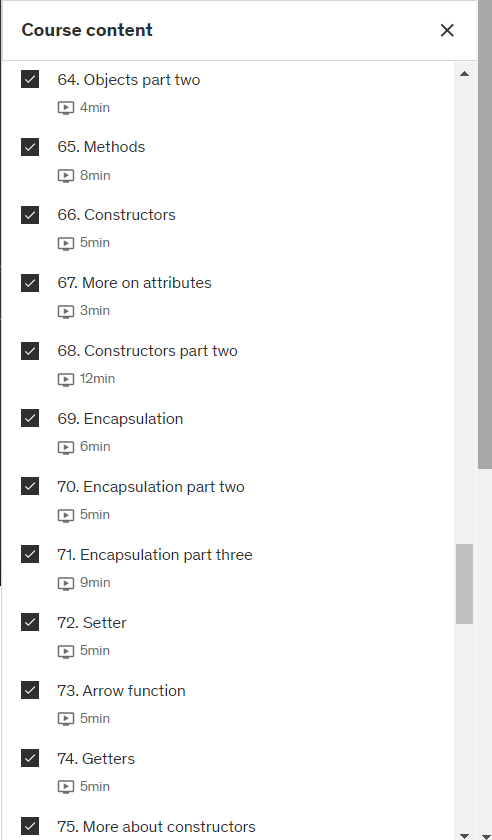 Course content
64. Objects part two
4min
65. Methods
8min
66. Constructors
5min
67. More on attributes
3min
68. Constructors part two
12min
69. Encapsulation
6min
70. Encapsulation part two
5min
71. Encapsulation part three
9min
72. Setter
5min
73. Arrow function
5min
74. Getters
5min
75. More about constructors